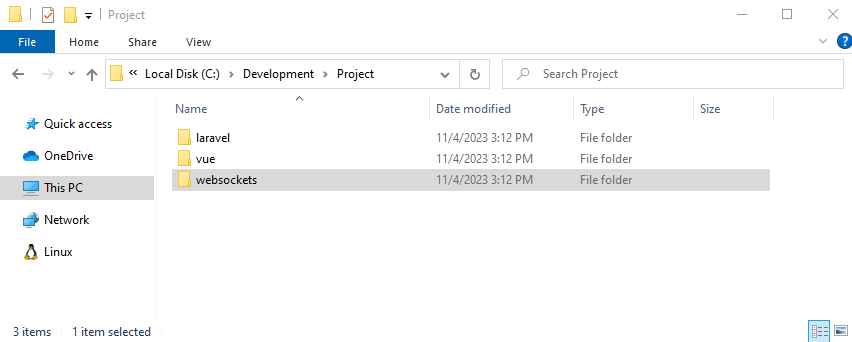 Project
File Home Share View
« Local Disk (C:) > Development > Project Search Project
Name Date modified Type Size
Quick access
OneDrive
This PC
Network
Linux
laravel 11/4/2023 3:12 PM File folder
vue 11/4/2023 3:12 PM File folder
websockets 11/4/2023 3:12 PM File folder
3 items 1 item selected